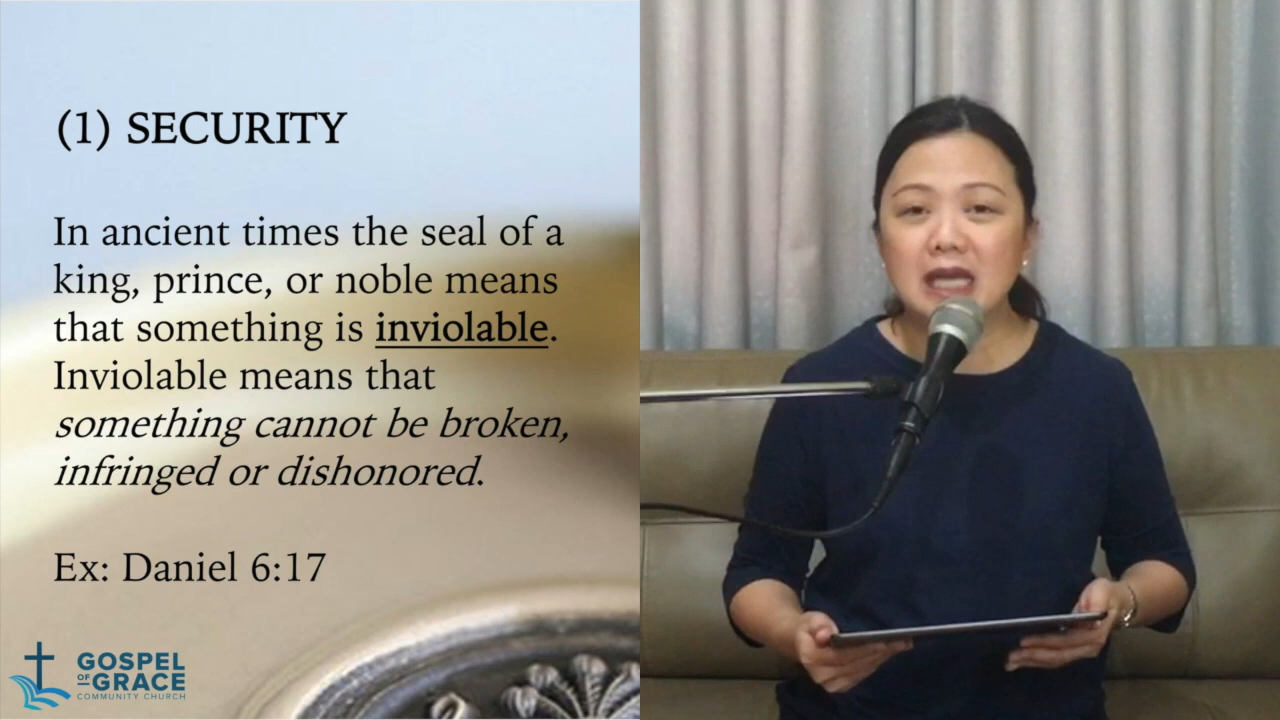 (1) SECURITY
In ancient times the seal of a
king, prince, or noble means
that something is inviolable.
Inviolable means that
something cannot be broken,
infringed or dishonored.
Ex: Daniel 6:17
GOSPEL
OF GRACE
COMMUNITY CHURCH